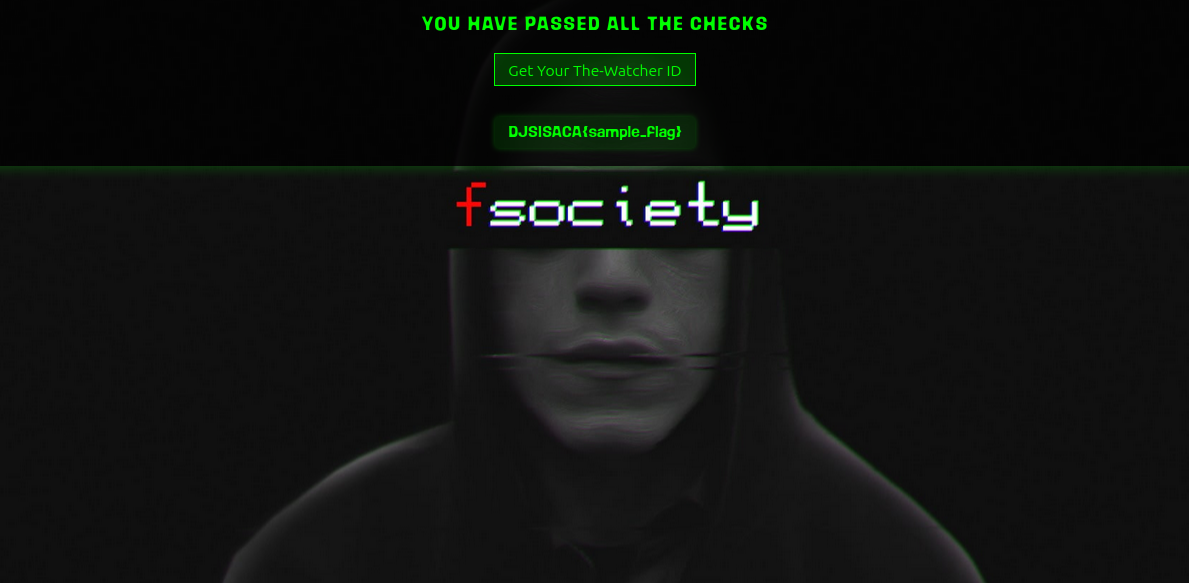 YOU HAVE PASSED ALL THE CHECKS
Get Your The-Watcher ID
DJSISACA{sample_flag}
fsociety